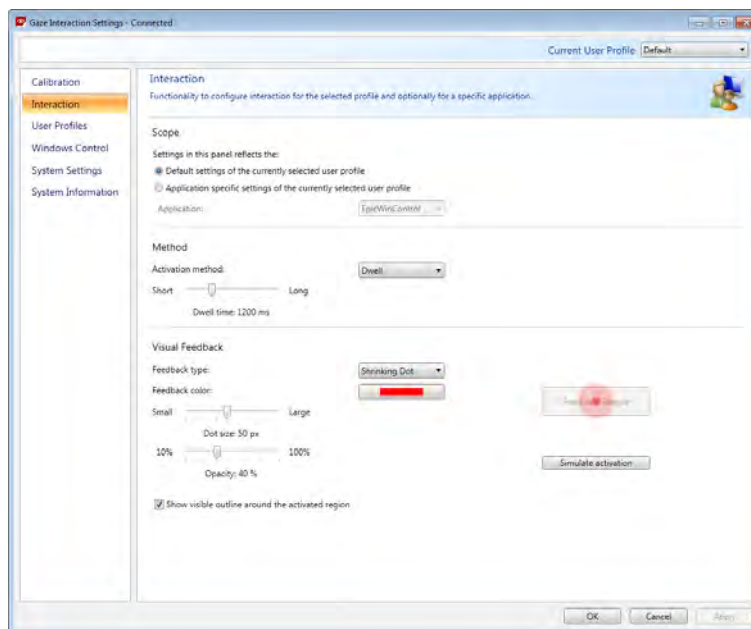 Gaze Interaction Settings - Connected
Current User Profile Default
Calibration
Interaction
User Profiles
Windows Control
System Settings
System Information
Interaction
Functionality to configure interaction for the selected profile and optionally for a specific application.
Scope
Settings in this panel reflects the:
Default settings of the currently selected user profile
Application specific settings of the currently selected user profile
Application: EpicWinControl
Method
Activation method: Dwell
Short Long
Dwell time: 1200 ms
Visual Feedback
Feedback type: Shrinking Dot
Feedback color:
Small Large
Dot size: 50 px
10% 100%
Opacity: 40 %
Simulate activation
Show visible outline around the activated region
OK Cancel Apply